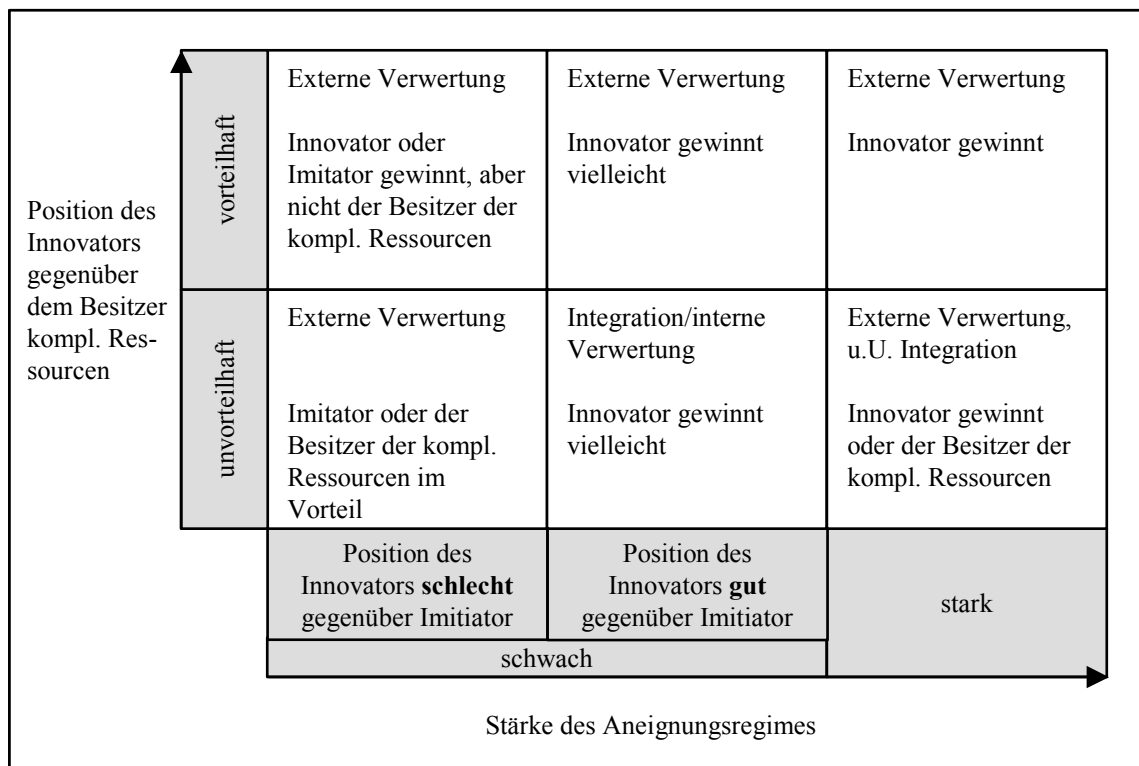 Position des
Innovators
gegenüber
dem Besitzer
kompl. Res-
sourcen
vorteilhaft
Externe Verwertung
Innovator oder
Imitator gewinnt, aber
nicht der Besitzer der
kompl. Ressourcen
Externe Verwertung
Innovator gewinnt
vielleicht
Externe Verwertung
Innovator gewinnt
unvorteilhaft
Externe Verwertung
Imitator oder der
Besitzer der kompl.
Ressourcen im
Vorteil
Integration/interne
Verwertung
Innovator gewinnt
vielleicht
Externe Verwertung,
u.U. Integration
Innovator gewinnt
oder der Besitzer der
kompl. Ressourcen
Position des
Innovators schlecht
gegenüber Imitiator
Position des
Innovators gut
gegenüber Imitiator
stark
schwach
Stärke des Aneignungsregimes